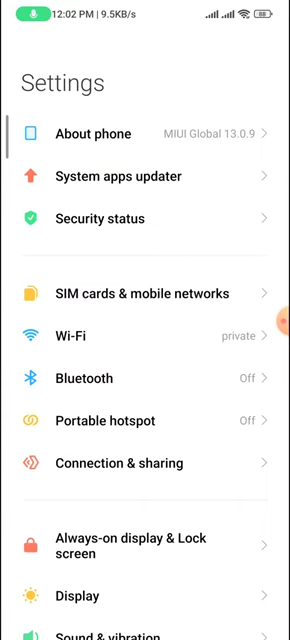 12:02 PM | 9.5KB/s
88
Settings
About phone MIUI Global 13.0.9
System apps updater
Security status
SIM cards & mobile networks
Wi-Fi private
Bluetooth Off
Portable hotspot Off
Connection & sharing
Always-on display & Lock
screen
Display
Sound & vibration